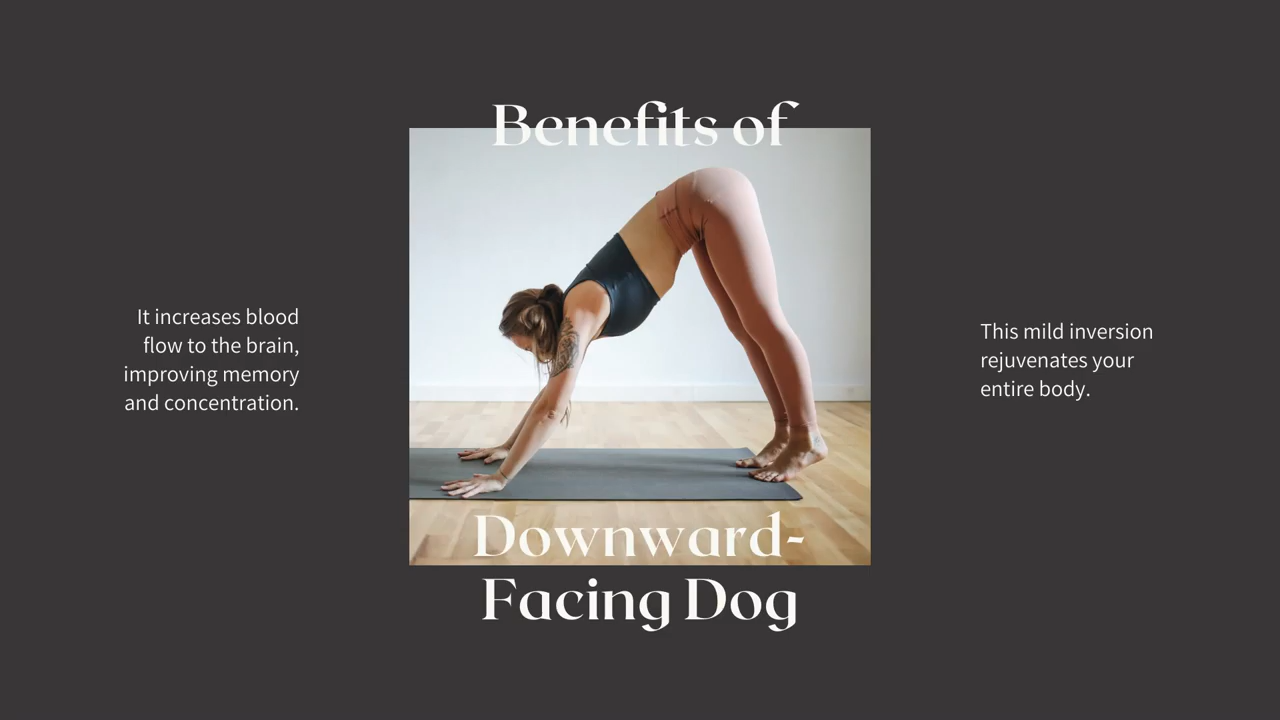 Benefits of
It increases blood
flow to the brain,
improving memory
and concentration.
This mild inversion
rejuvenates your
entire body.
Downward-
Facing Dog